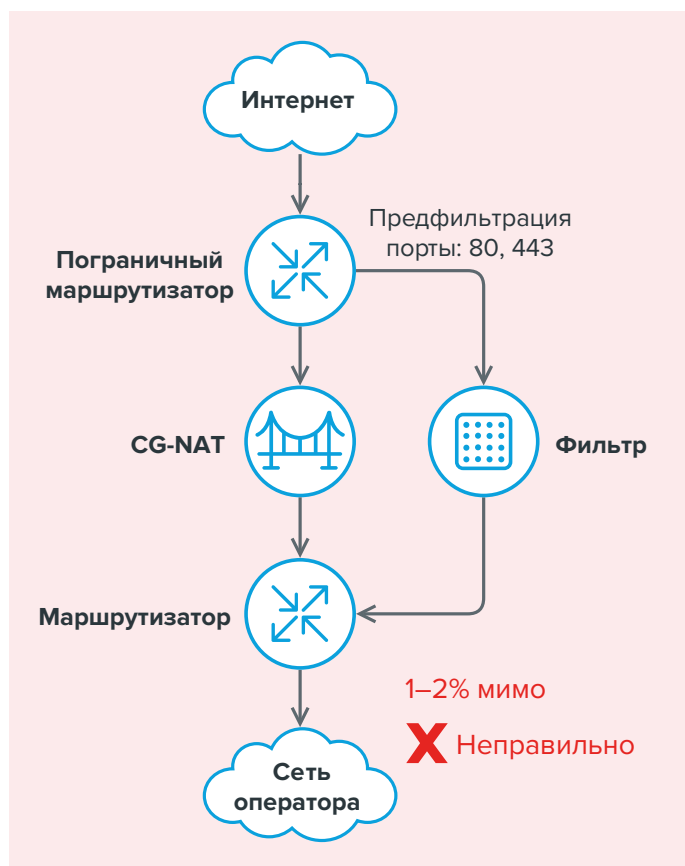 Интернет
Предфильтрация
порты: 80, 443
Пограничный
маршрутизатор
CG-NAT
Фильтр
Маршрутизатор
1–2% мимо
X Неправильно
Сеть
оператора